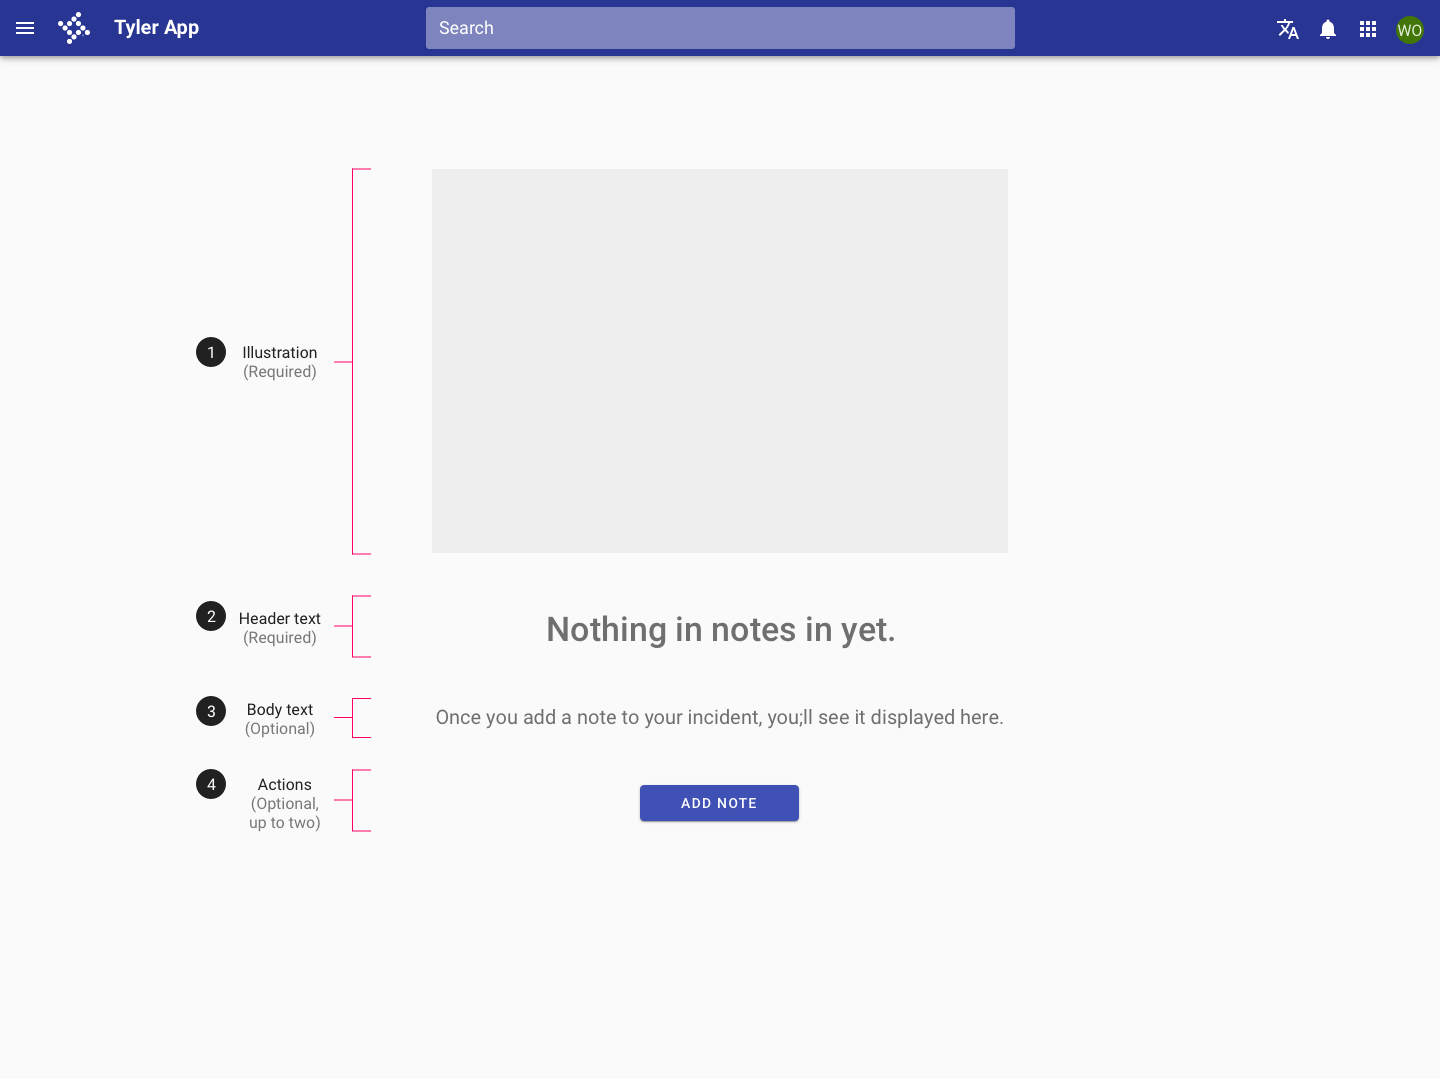 Tyler App
Search
WO
1
Illustration
(Required)
2
Header text
(Required)
Nothing in notes in yet.
3
Body text
(Optional)
Once you add a note to your incident, you;ll see it displayed here.
4
Actions
(Optional,
up to two)
ADD NOTE